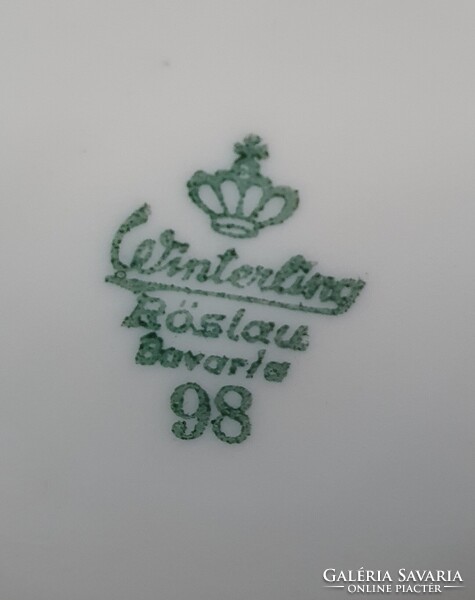 Winterling
Röslau
Bavaria
98
GALÉRIA SAVARIA
ONLINE PIACTÉR